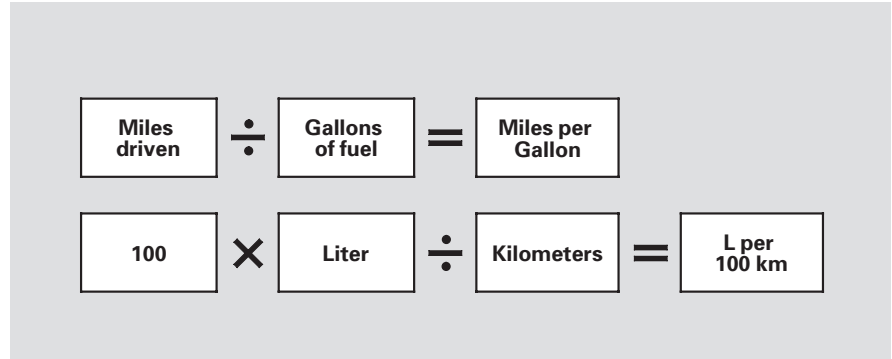 Miles driven ÷ Gallons of fuel = Miles per Gallon
100 × Liter ÷ Kilometers = L per 100 km